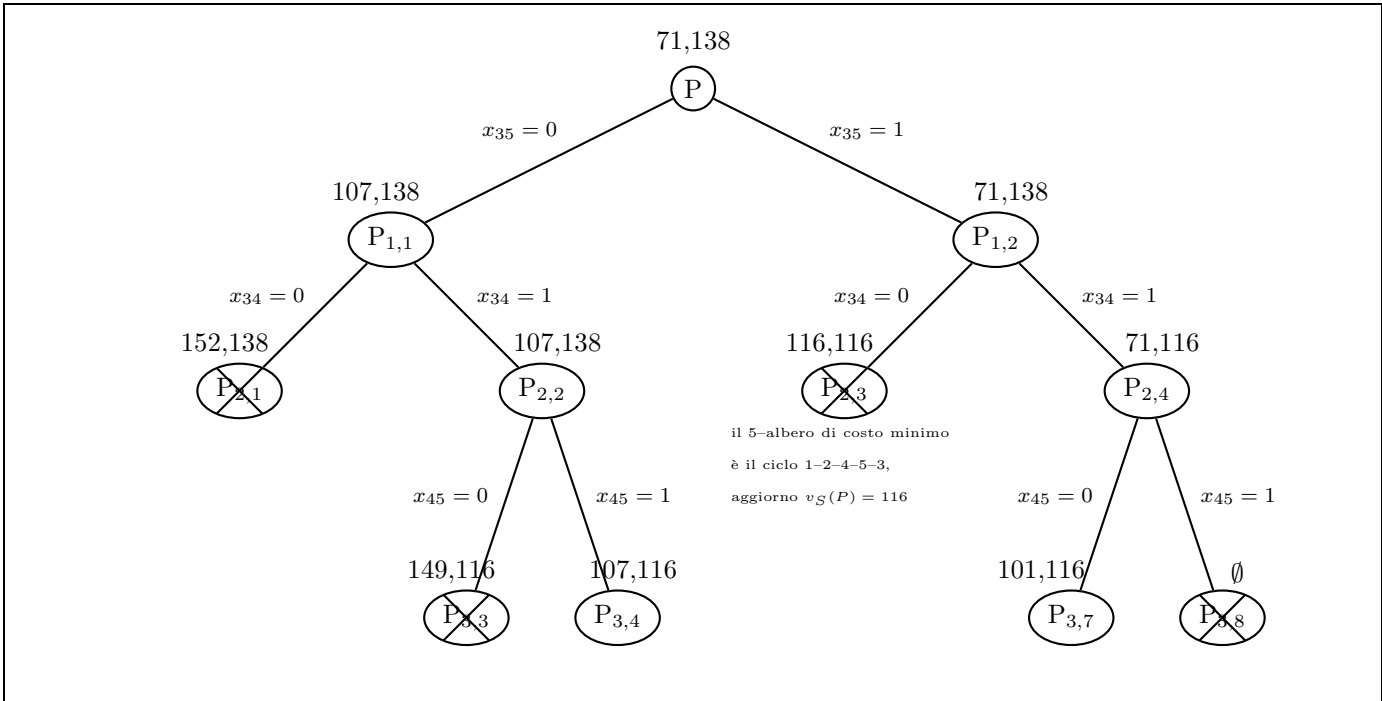 71,138
P
x₃₅ = 0
x₃₅ = 1
107,138
71,138
P₁,₁
P₁,₂
x₃₄ = 0
x₃₄ = 1
x₃₄ = 0
x₃₄ = 1
152,138
107,138
116,116
71,116
P₂,₁
P₂,₂
P₂,₃
P₂,₄
il 5–albero di costo minimo
è il ciclo 1–2–4–5–3,
aggiorno v_S(P) = 116
x₄₅ = 0
x₄₅ = 1
x₄₅ = 0
x₄₅ = 1
149,116
107,116
101,116
∅
P₃,₃
P₃,₄
P₃,₇
P₃,₈